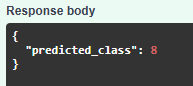 Response body
{
  "predicted_class": 8
}